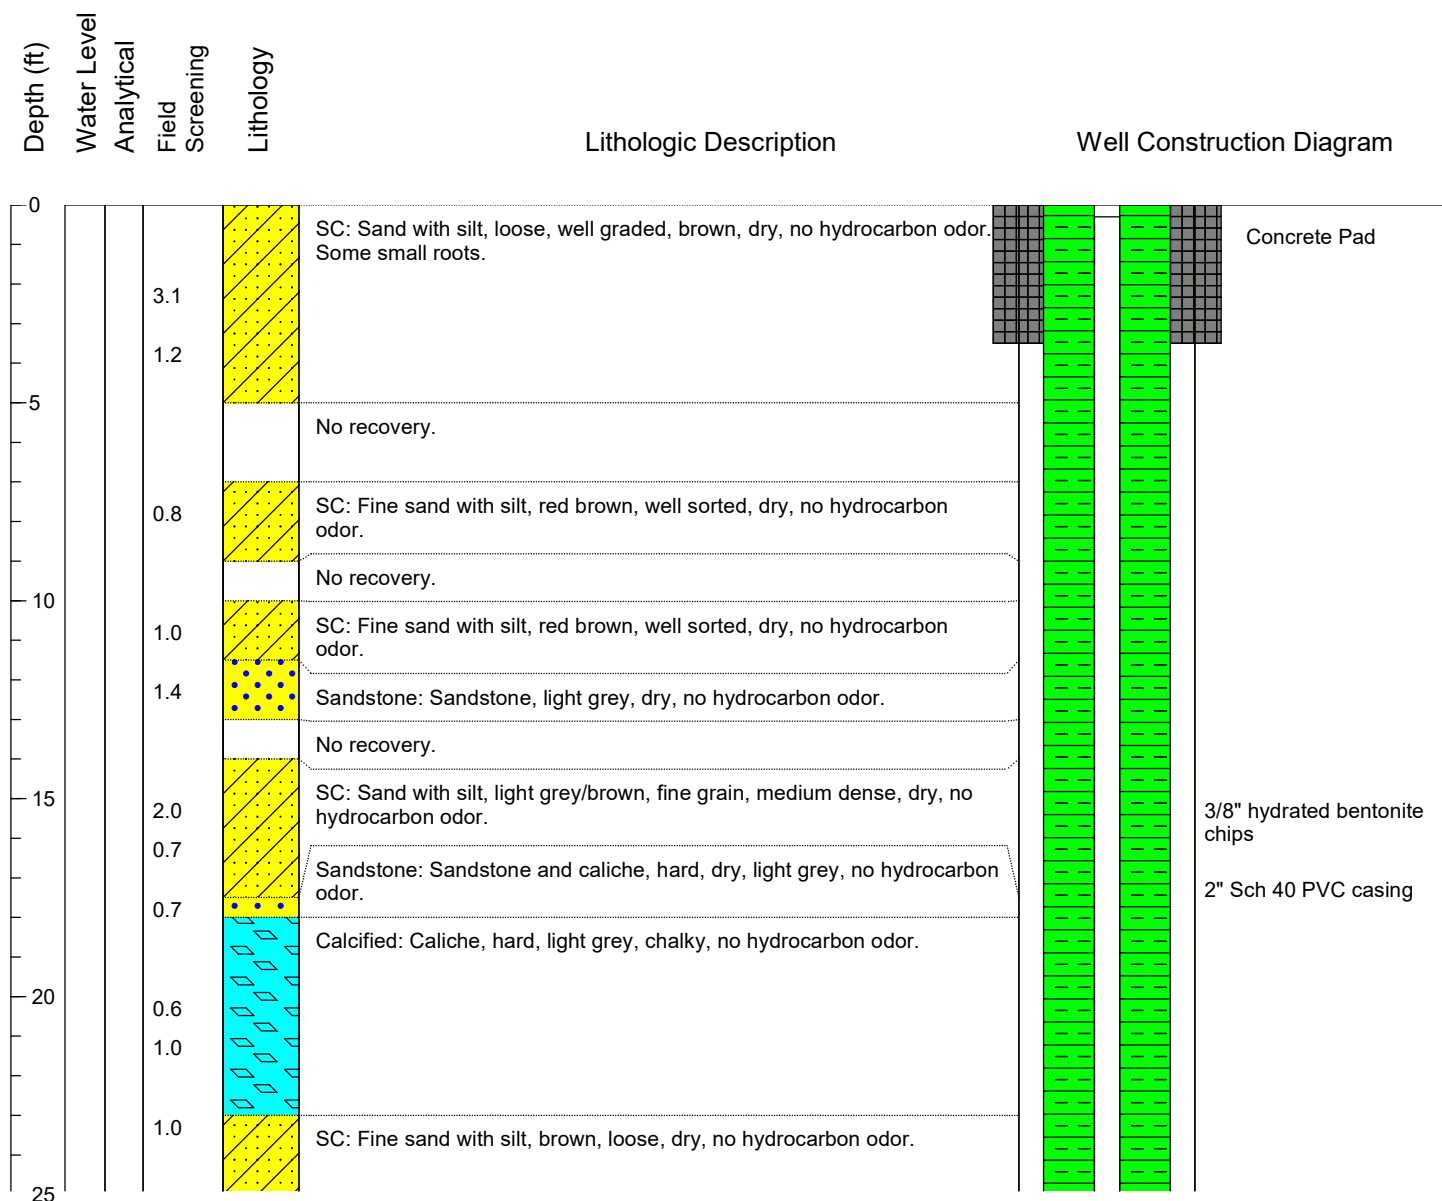 Depth (ft)
Water Level
Analytical
Field
Screening
Lithology
Lithologic Description
Well Construction Diagram
0
SC: Sand with silt, loose, well graded, brown, dry, no hydrocarbon odor.
Some small roots.
Concrete Pad
3.1
1.2
5
No recovery.
SC: Fine sand with silt, red brown, well sorted, dry, no hydrocarbon
odor.
0.8
No recovery.
10
SC: Fine sand with silt, red brown, well sorted, dry, no hydrocarbon
odor.
1.0
1.4
Sandstone: Sandstone, light grey, dry, no hydrocarbon odor.
No recovery.
15
SC: Sand with silt, light grey/brown, fine grain, medium dense, dry, no
hydrocarbon odor.
2.0
3/8" hydrated bentonite
chips
0.7
Sandstone: Sandstone and caliche, hard, dry, light grey, no hydrocarbon
odor.
2" Sch 40 PVC casing
0.7
Calcified: Caliche, hard, light grey, chalky, no hydrocarbon odor.
20
0.6
1.0
1.0
SC: Fine sand with silt, brown, loose, dry, no hydrocarbon odor.
25